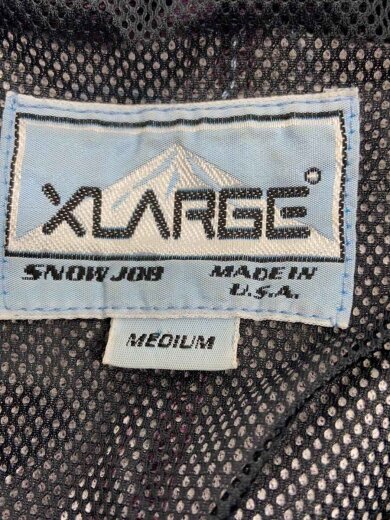 XLARGE°
SNOW JOB MADE IN
U.S.A.
MEDIUM